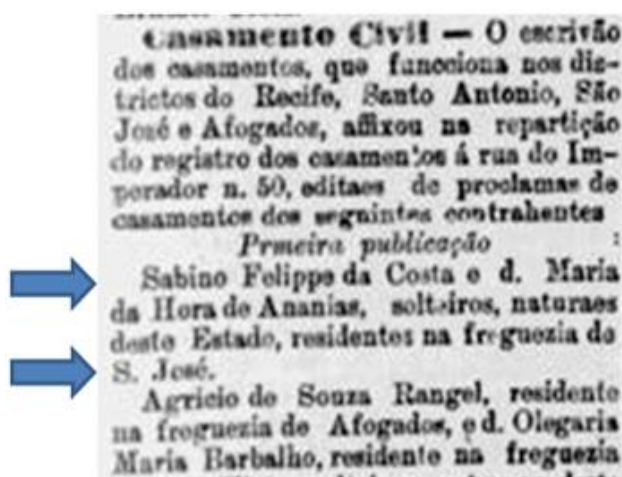 Casamento Civil — O escrivão
dos casamentos, que funcciona nos dis-
trictos do Recife, Santo Antonio, São
José e Afogados, affixou na repartição
do registro dos casamentos á rua do Im-
perador n. 50, editaes de proclamas de
casamentos dos seguintes contrahentes :
Prmeira publicação
Sabino Felippe da Costa e d. Maria
da Hora de Ananias, solteiros, naturaes
deste Estado, residentes na freguezia de
S. José.
Agricio de Souza Rangel, residente
na freguezia de Afogados, e d. Olegaria
Maria Barbalho, residente na freguezia